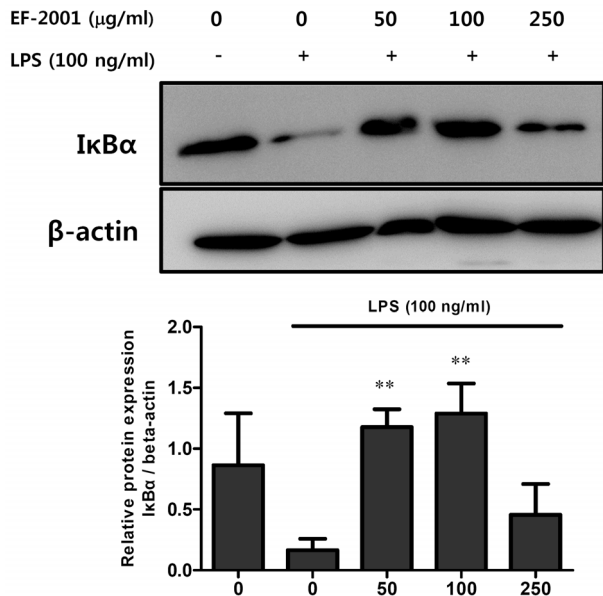 EF-2001 (μg/ml) 0 0 50 100 250
LPS (100 ng/ml) - + + + +
IκBα
β-actin
LPS (100 ng/ml)
Relative protein expression
IκBα / beta-actin
2.0
1.5
1.0
0.5
0.0
** **
0 0 50 100 250